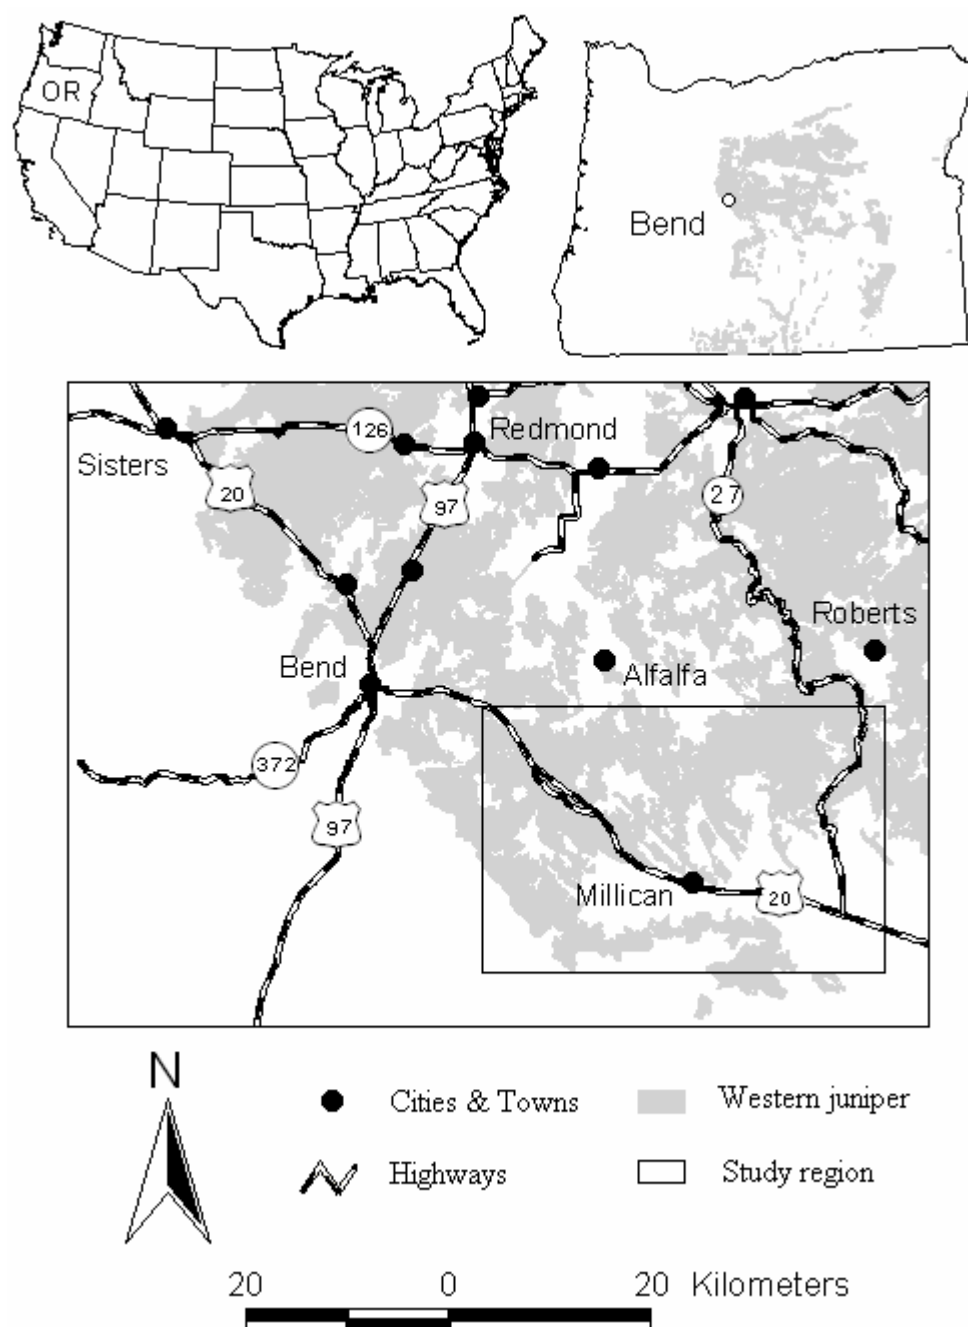 OR
Bend
126
Redmond
Sisters
20
97
27
Roberts
Bend
Alfalfa
372
97
Millican
20
N
Cities & Towns
Western juniper
Highways
Study region
20 0 20 Kilometers